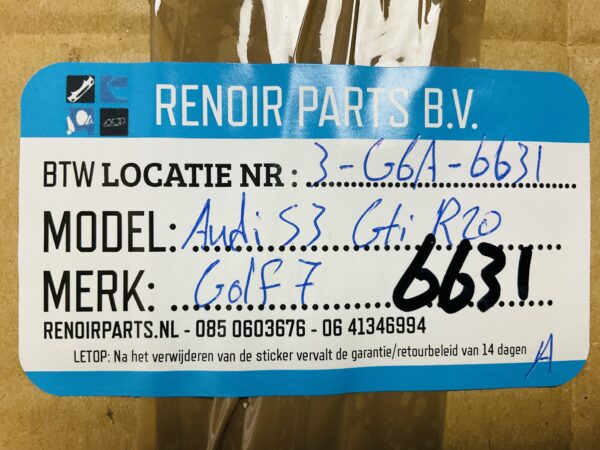 RENOIR PARTS B.V.
BTW LOCATIE NR : 3-G6A-6631
MODEL: Audi S3 Gti R20
MERK: Golf 7 6631
RENOIRPARTS.NL - 085 0603676 - 06 41346994
LETOP: Na het verwijderen van de sticker vervalt de garantie/retourbeleid van 14 dagen A